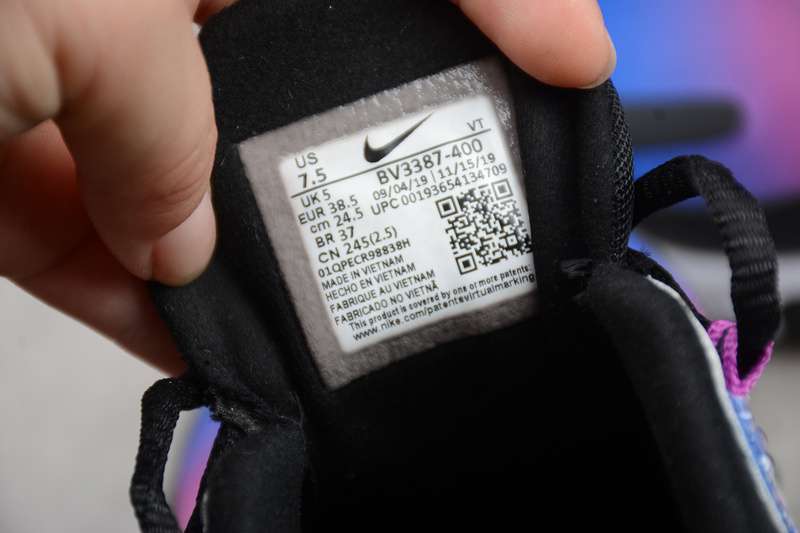 US
7.5
VT
BV3387-400
UK 5
09/04/19 | 11/15/19
EUR 38.5
UPC 00193654134709
cm 24.5
BR 37
CN 245(2.5)
01QPECR98838H
MADE IN VIETNAM
HECHO EN VIETNAM
FABRIQUE AU VIETNAM
FABRICADO NO VIETNÃ
This product is covered by one or more patents:
www.nike.com/patentsvirtualmarking